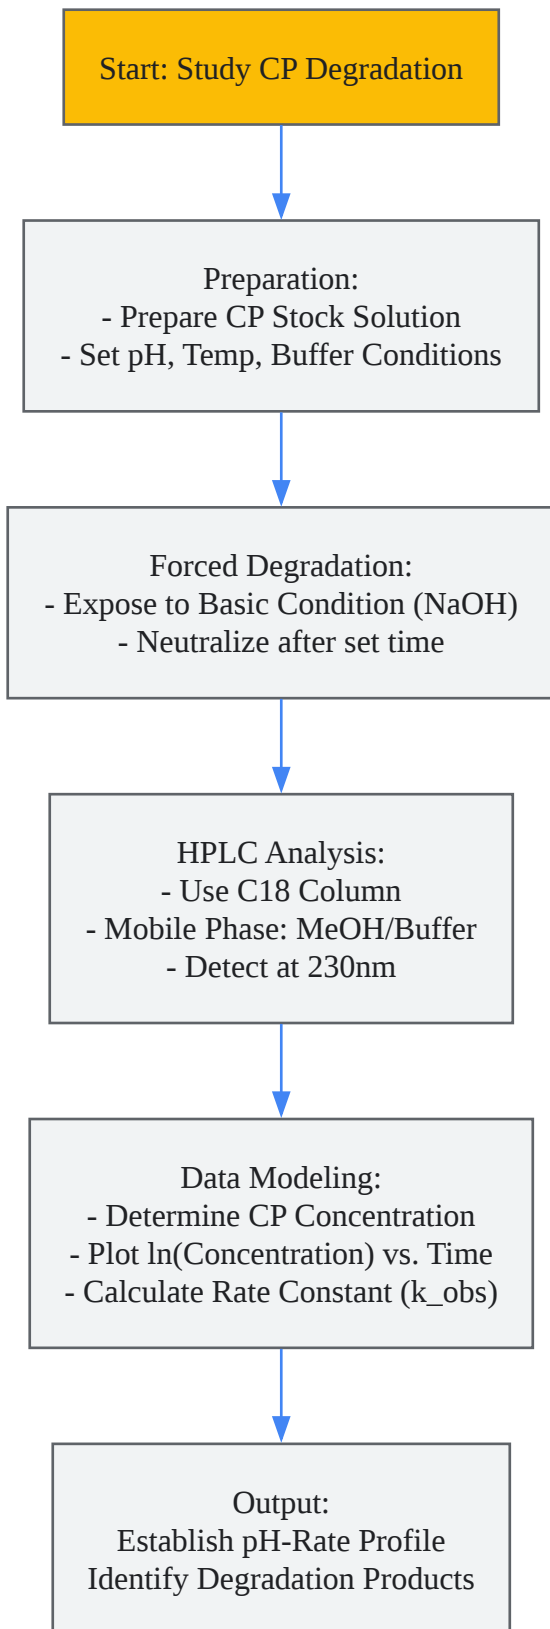 Start: Study CP Degradation
Preparation:
- Prepare CP Stock Solution
- Set pH, Temp, Buffer Conditions
Forced Degradation:
- Expose to Basic Condition (NaOH)
- Neutralize after set time
HPLC Analysis:
- Use C18 Column
- Mobile Phase: MeOH/Buffer
- Detect at 230nm
Data Modeling:
- Determine CP Concentration
- Plot ln(Concentration) vs. Time
- Calculate Rate Constant (k_obs)
Output:
Establish pH-Rate Profile
Identify Degradation Products